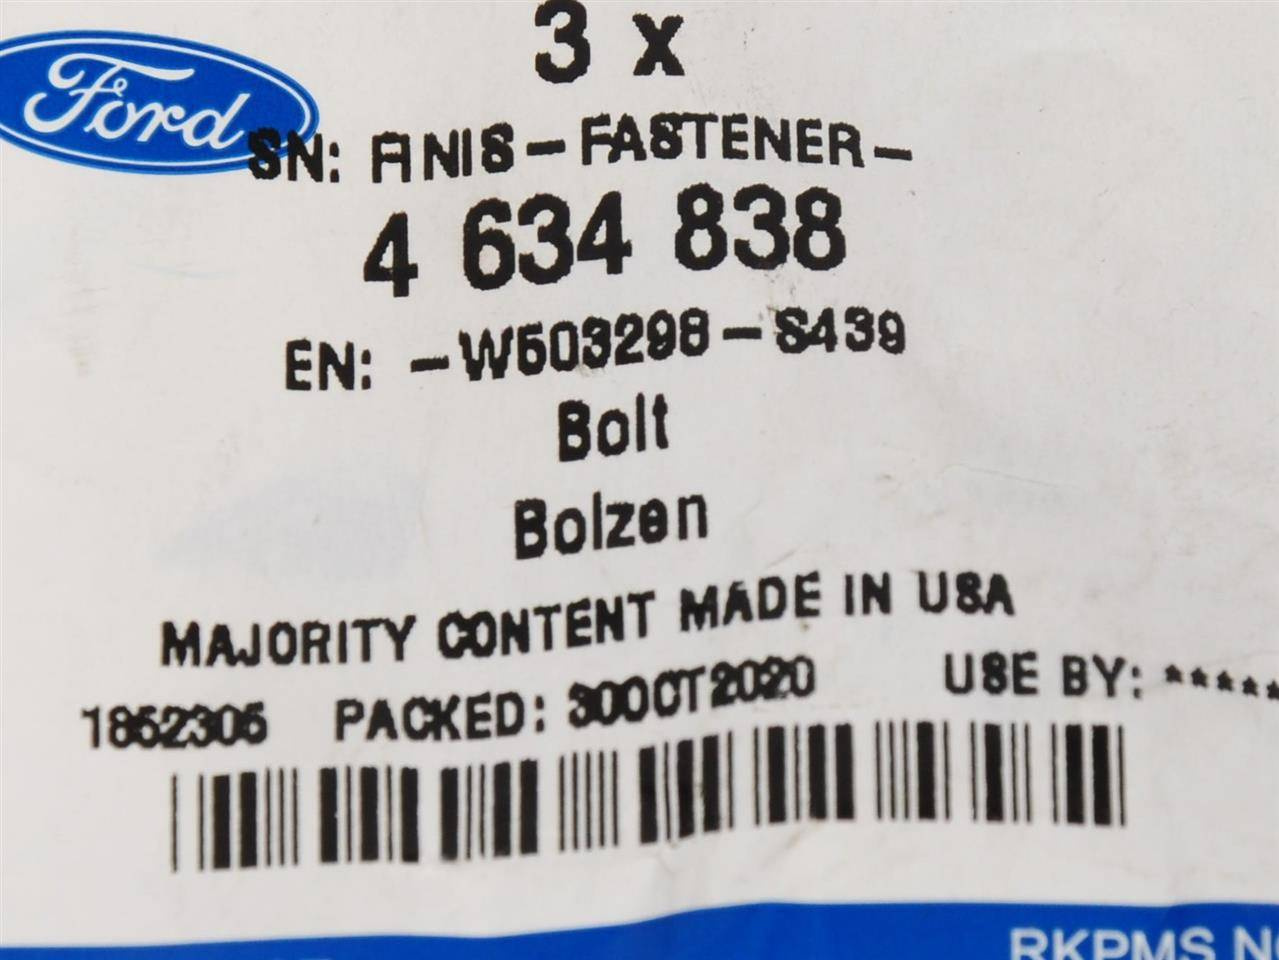 3 x
Ford
SN: FINIS-FASTENER-
4 634 838
EN: -W503298-S439
Bolt
Bolzen
MAJORITY CONTENT MADE IN USA
1852305 PACKED: 30OCT2020 USE BY: *****
RKPMS